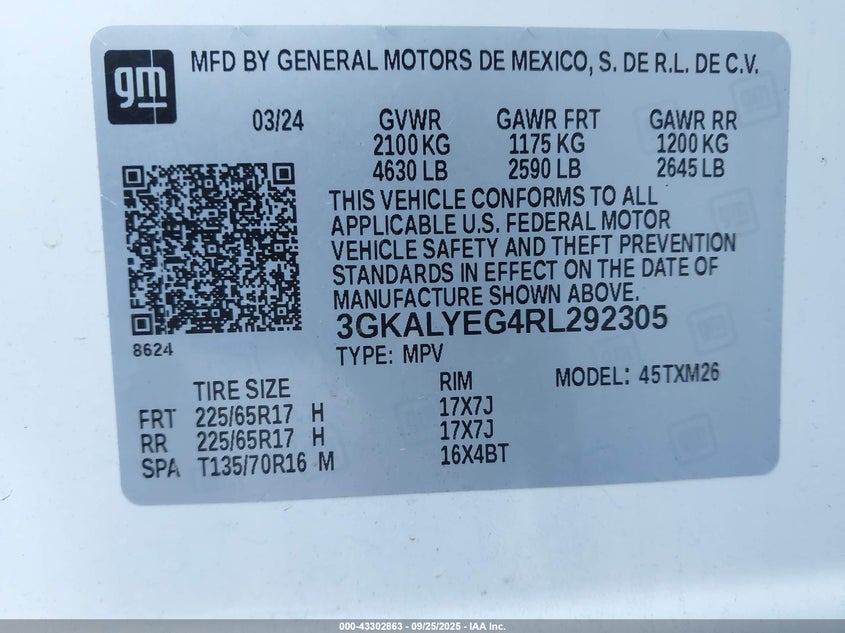 gm
MFD BY GENERAL MOTORS DE MEXICO, S. DE R.L. DE C.V.
03/24 GVWR GAWR FRT GAWR RR
2100 KG 1175 KG 1200 KG
4630 LB 2590 LB 2645 LB
THIS VEHICLE CONFORMS TO ALL
APPLICABLE U.S. FEDERAL MOTOR
VEHICLE SAFETY AND THEFT PREVENTION
STANDARDS IN EFFECT ON THE DATE OF
MANUFACTURE SHOWN ABOVE.
3GKALYEG4RL292305
8624
TYPE: MPV
TIRE SIZE RIM MODEL: 45TXM26
FRT 225/65R17 H 17X7J
RR 225/65R17 H 17X7J
SPA T135/70R16 M 16X4BT
000-43302863 - 09/25/2025 - IAA Inc.